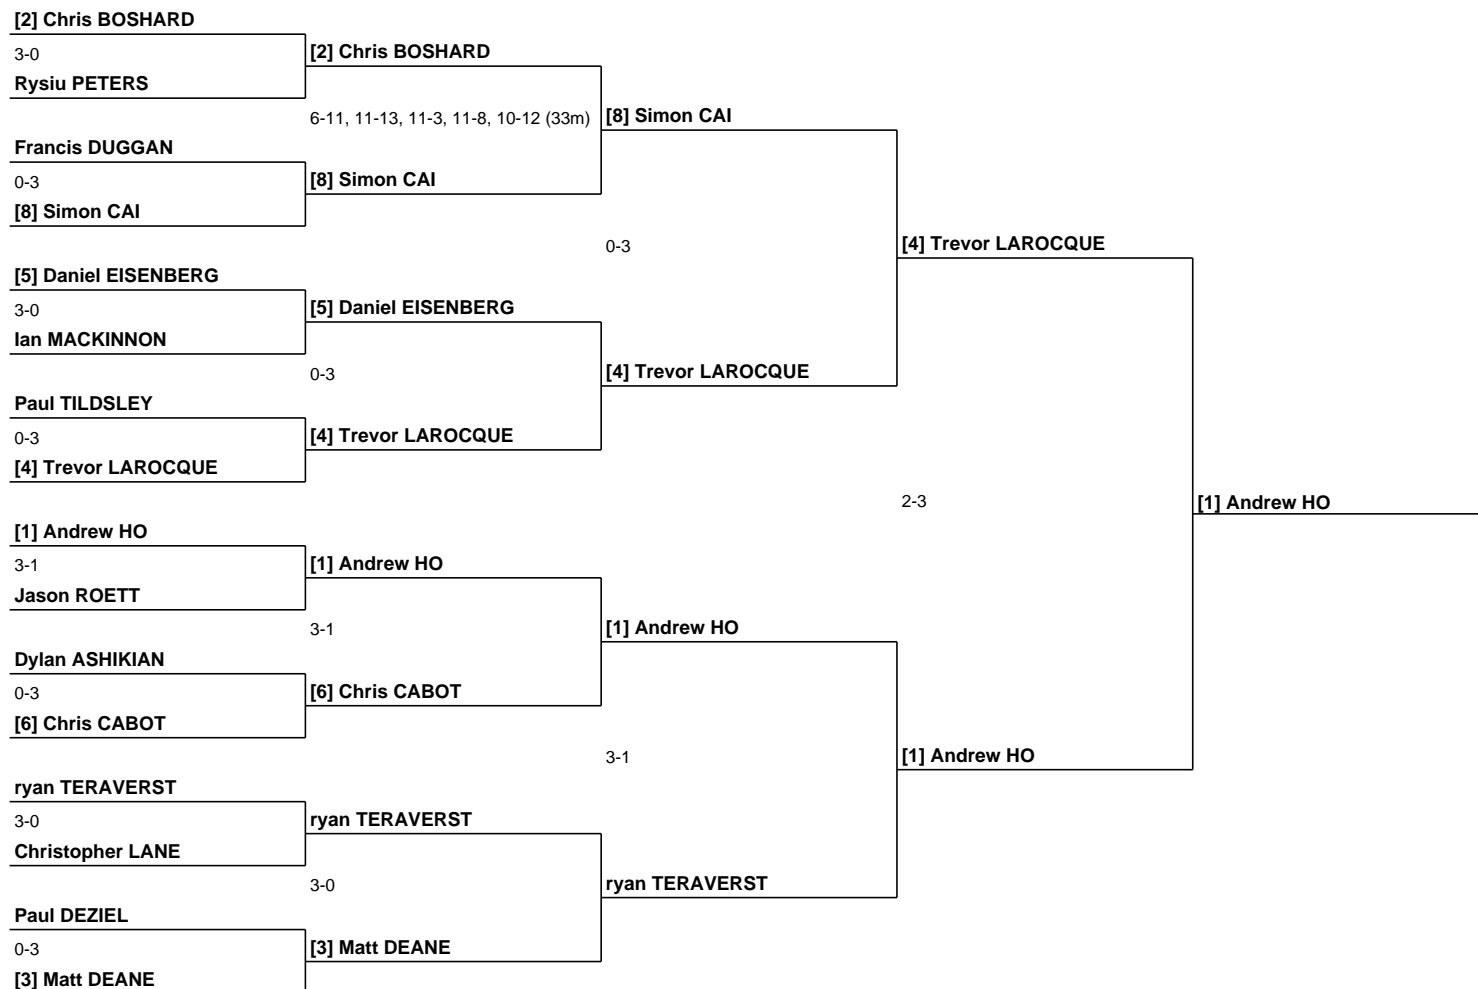 [2] Chris BOSHARD
3-0
Rysiu PETERS
[2] Chris BOSHARD
6-11, 11-13, 11-3, 11-8, 10-12 (33m)
Francis DUGGAN
0-3
[8] Simon CAI
[8] Simon CAI
[8] Simon CAI
0-3
[5] Daniel EISENBERG
3-0
Ian MACKINNON
[5] Daniel EISENBERG
0-3
Paul TILDSLEY
0-3
[4] Trevor LAROCQUE
[4] Trevor LAROCQUE
[4] Trevor LAROCQUE
[4] Trevor LAROCQUE
2-3
[1] Andrew HO
[1] Andrew HO
3-1
Jason ROETT
[1] Andrew HO
3-1
Dylan ASHIKIAN
0-3
[6] Chris CABOT
[6] Chris CABOT
[1] Andrew HO
3-1
[1] Andrew HO
ryan TERAVERST
3-0
Christopher LANE
ryan TERAVERST
3-0
Paul DEZIEL
0-3
[3] Matt DEANE
[3] Matt DEANE
ryan TERAVERST